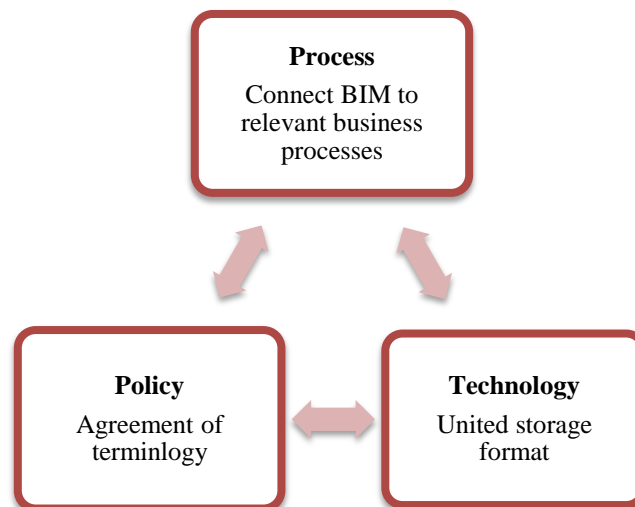 Process
Connect BIM to
relevant business
processes
Policy
Agreement of
terminlogy
Technology
United storage
format